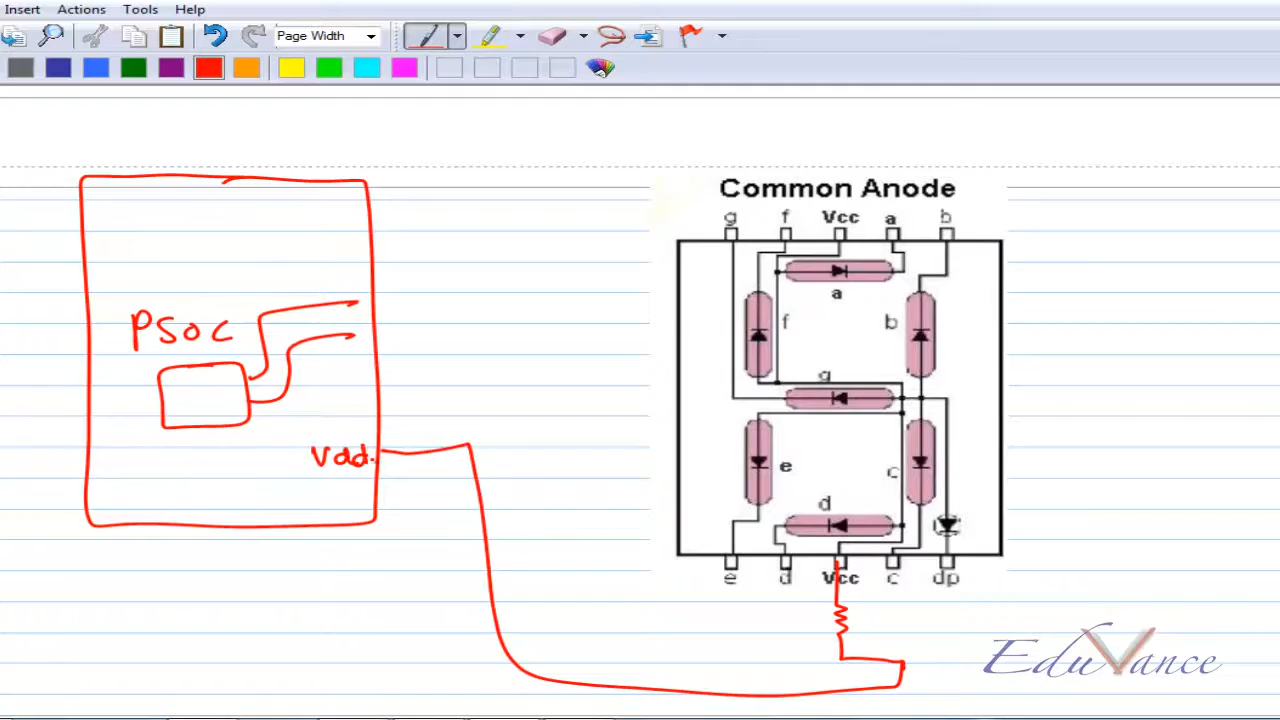 Insert Actions Tools Help
Page Width
Common Anode
g f Vcc a b
a
f b
PSOC
g
Vdd.
e c
d
e d Vcc c dp
EduVance